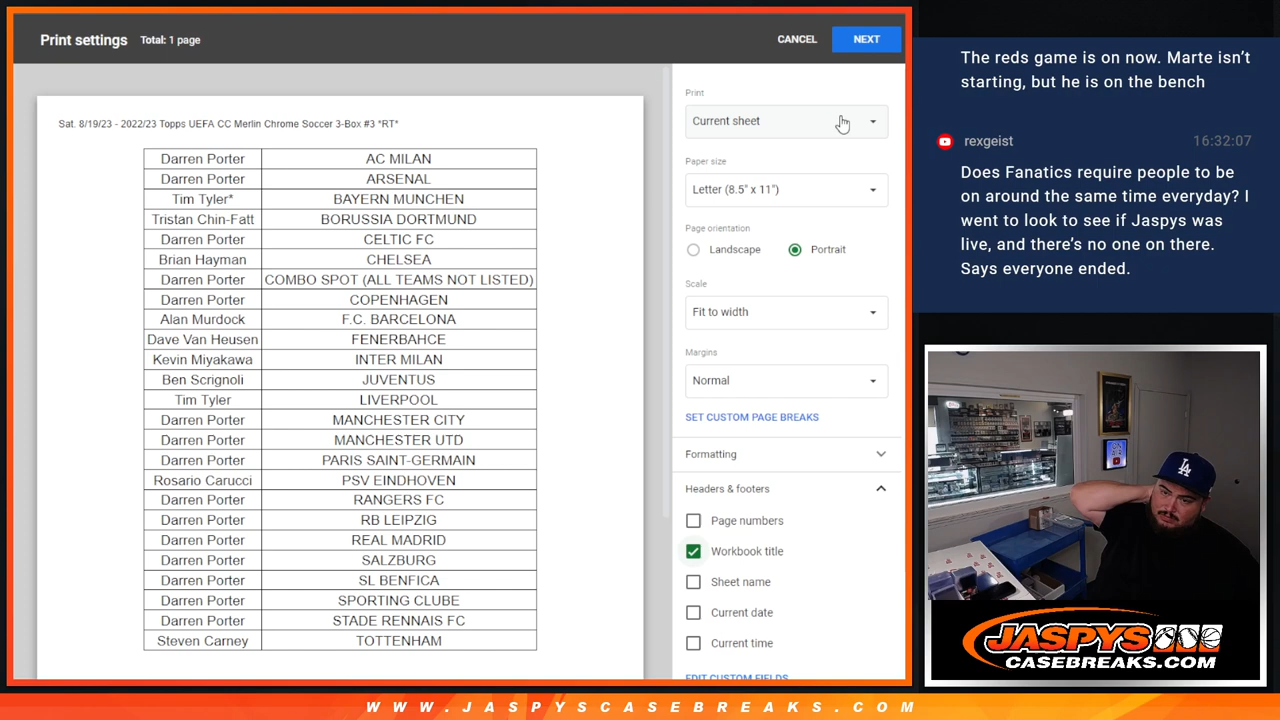 Print settings Total: 1 page
CANCEL NEXT
Sat. 8/19/23 - 2022/23 Topps UEFA CC Merlin Chrome Soccer 3-Box #3 *RT*
Darren Porter AC MILAN
Darren Porter ARSENAL
Tim Tyler* BAYERN MUNCHEN
Tristan Chin-Fatt BORUSSIA DORTMUND
Darren Porter CELTIC FC
Brian Hayman CHELSEA
Darren Porter COMBO SPOT (ALL TEAMS NOT LISTED)
Darren Porter COPENHAGEN
Alan Murdock F.C. BARCELONA
Dave Van Heusen FENERBAHCE
Kevin Miyakawa INTER MILAN
Ben Scrignoli JUVENTUS
Tim Tyler LIVERPOOL
Darren Porter MANCHESTER CITY
Darren Porter MANCHESTER UTD
Darren Porter PARIS SAINT-GERMAIN
Rosario Carucci PSV EINDHOVEN
Darren Porter RANGERS FC
Darren Porter RB LEIPZIG
Darren Porter REAL MADRID
Darren Porter SALZBURG
Darren Porter SL BENFICA
Darren Porter SPORTING CLUBE
Darren Porter STADE RENNAIS FC
Steven Carney TOTTENHAM
Print
Current sheet
Paper size
Letter (8.5" x 11")
Page orientation
Landscape Portrait
Scale
Fit to width
Margins
Normal
SET CUSTOM PAGE BREAKS
Formatting
Headers & footers
Page numbers
Workbook title
Sheet name
Current date
Current time
EDIT CUSTOM FIELDS
The reds game is on now. Marte isn't
starting, but he is on the bench
rexgeist 16:32:07
Does Fanatics require people to be
on around the same time everyday? I
went to look to see if Jaspys was
live, and there's no one on there.
Says everyone ended.
LA
JASPYS
CASEBREAKS.COM
WWW.JASPYSCASEBREAKS.COM